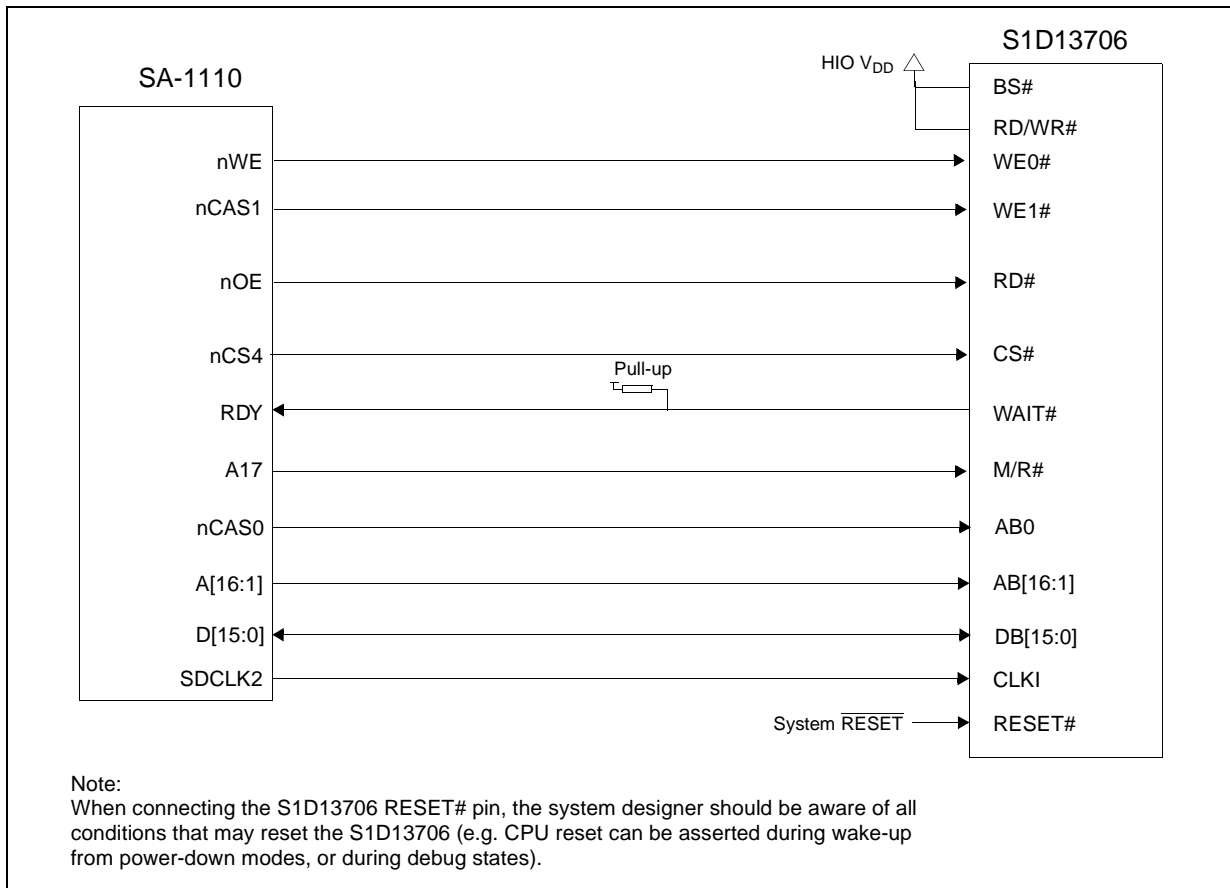 S1D13706
SA-1110
HIO VDD
BS#
RD/WR#
nWE
WE0#
nCAS1
WE1#
nOE
RD#
nCS4
CS#
Pull-up
RDY
WAIT#
A17
M/R#
nCAS0
AB0
A[16:1]
AB[16:1]
D[15:0]
DB[15:0]
SDCLK2
CLKI
System RESET
RESET#
Note:
When connecting the S1D13706 RESET# pin, the system designer should be aware of all
conditions that may reset the S1D13706 (e.g. CPU reset can be asserted during wake-up
from power-down modes, or during debug states).